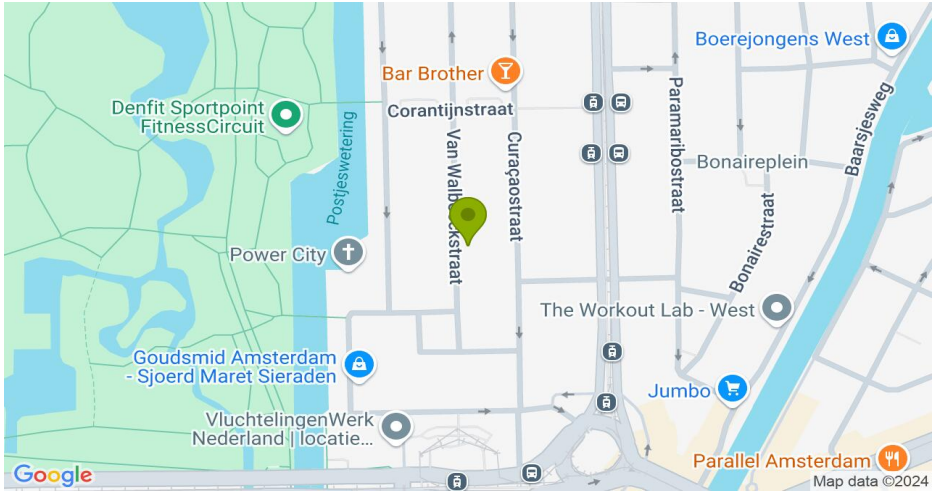 Boerejongens West
Bar Brother
Denfit Sportpoint
FitnessCircuit
Corantijnstraat
Postjeswetering
Van Walbeeckstraat
Curaçaostraat
Paramaribostraat
Bonaireplein
Baarsjesweg
Bonairestraat
Power City
The Workout Lab - West
Goudsmid Amsterdam
- Sjoerd Maret Sieraden
Jumbo
VluchtelingenWerk
Nederland | locatie...
Parallel Amsterdam
Google
Map data ©2024